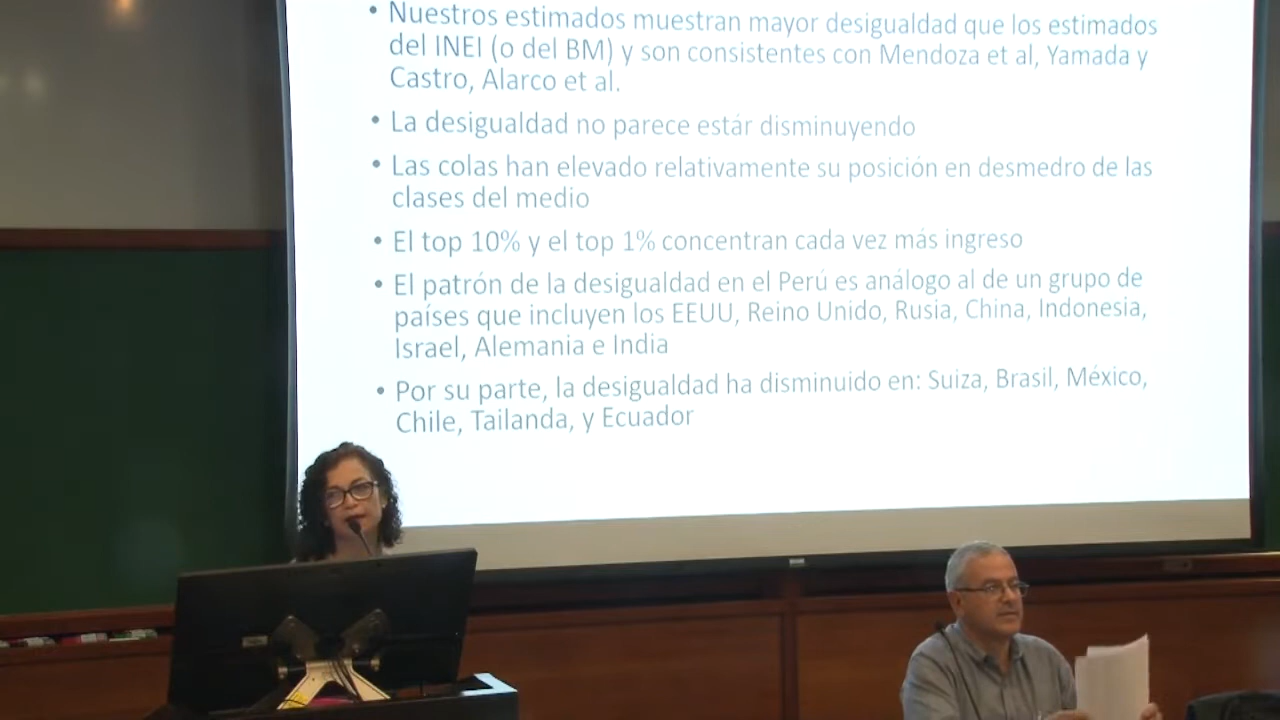 • Nuestros estimados muestran mayor desigualdad que los estimados
del INEI (o del BM) y son consistentes con Mendoza et al, Yamada y
Castro, Alarco et al.
• La desigualdad no parece estár disminuyendo
• Las colas han elevado relativamente su posición en desmedro de las
clases del medio
• El top 10% y el top 1% concentran cada vez más ingreso
• El patrón de la desigualdad en el Perú es análogo al de un grupo de
países que incluyen los EEUU, Reino Unido, Rusia, China, Indonesia,
Israel, Alemania e India
• Por su parte, la desigualdad ha disminuido en: Suiza, Brasil, México,
Chile, Tailanda, y Ecuador